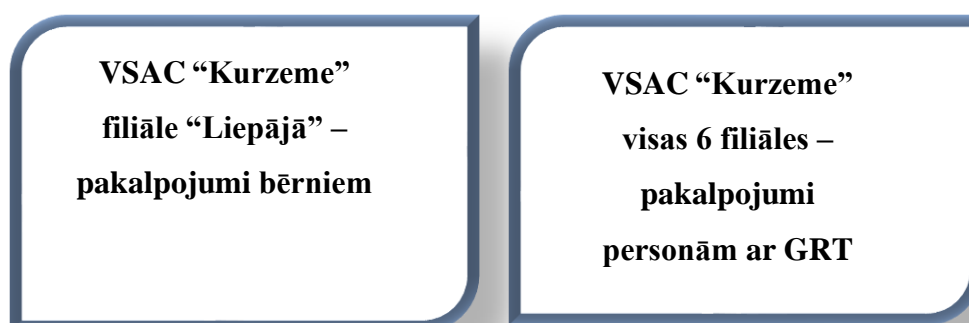 VSAC “Kurzeme”
filiāle “Liepājā” –
pakalpojumi bērniem
VSAC “Kurzeme”
visas 6 filiāles –
pakalpojumi
personām ar GRT